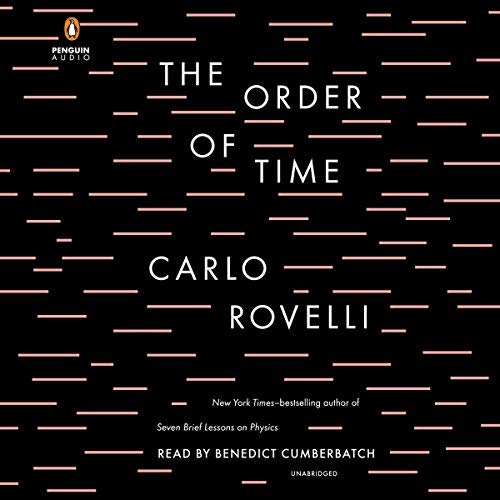 PENGUIN
AUDIO
THE ORDER
OF TIME
CARLO
ROVELLI
New York Times–bestselling author of
Seven Brief Lessons on Physics
READ BY BENEDICT CUMBERBATCH
UNABRIDGED